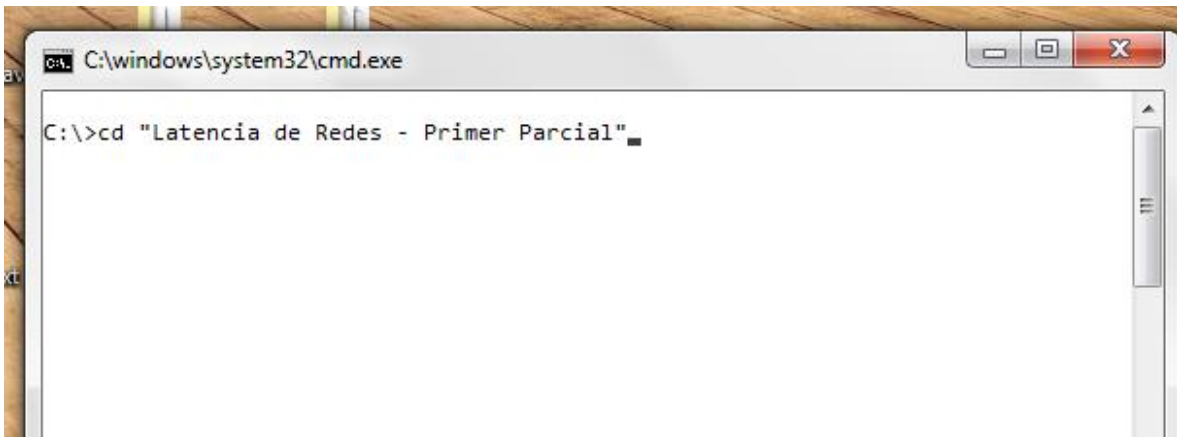 C:\windows\system32\cmd.exe
C:\>cd "Latencia de Redes - Primer Parcial"